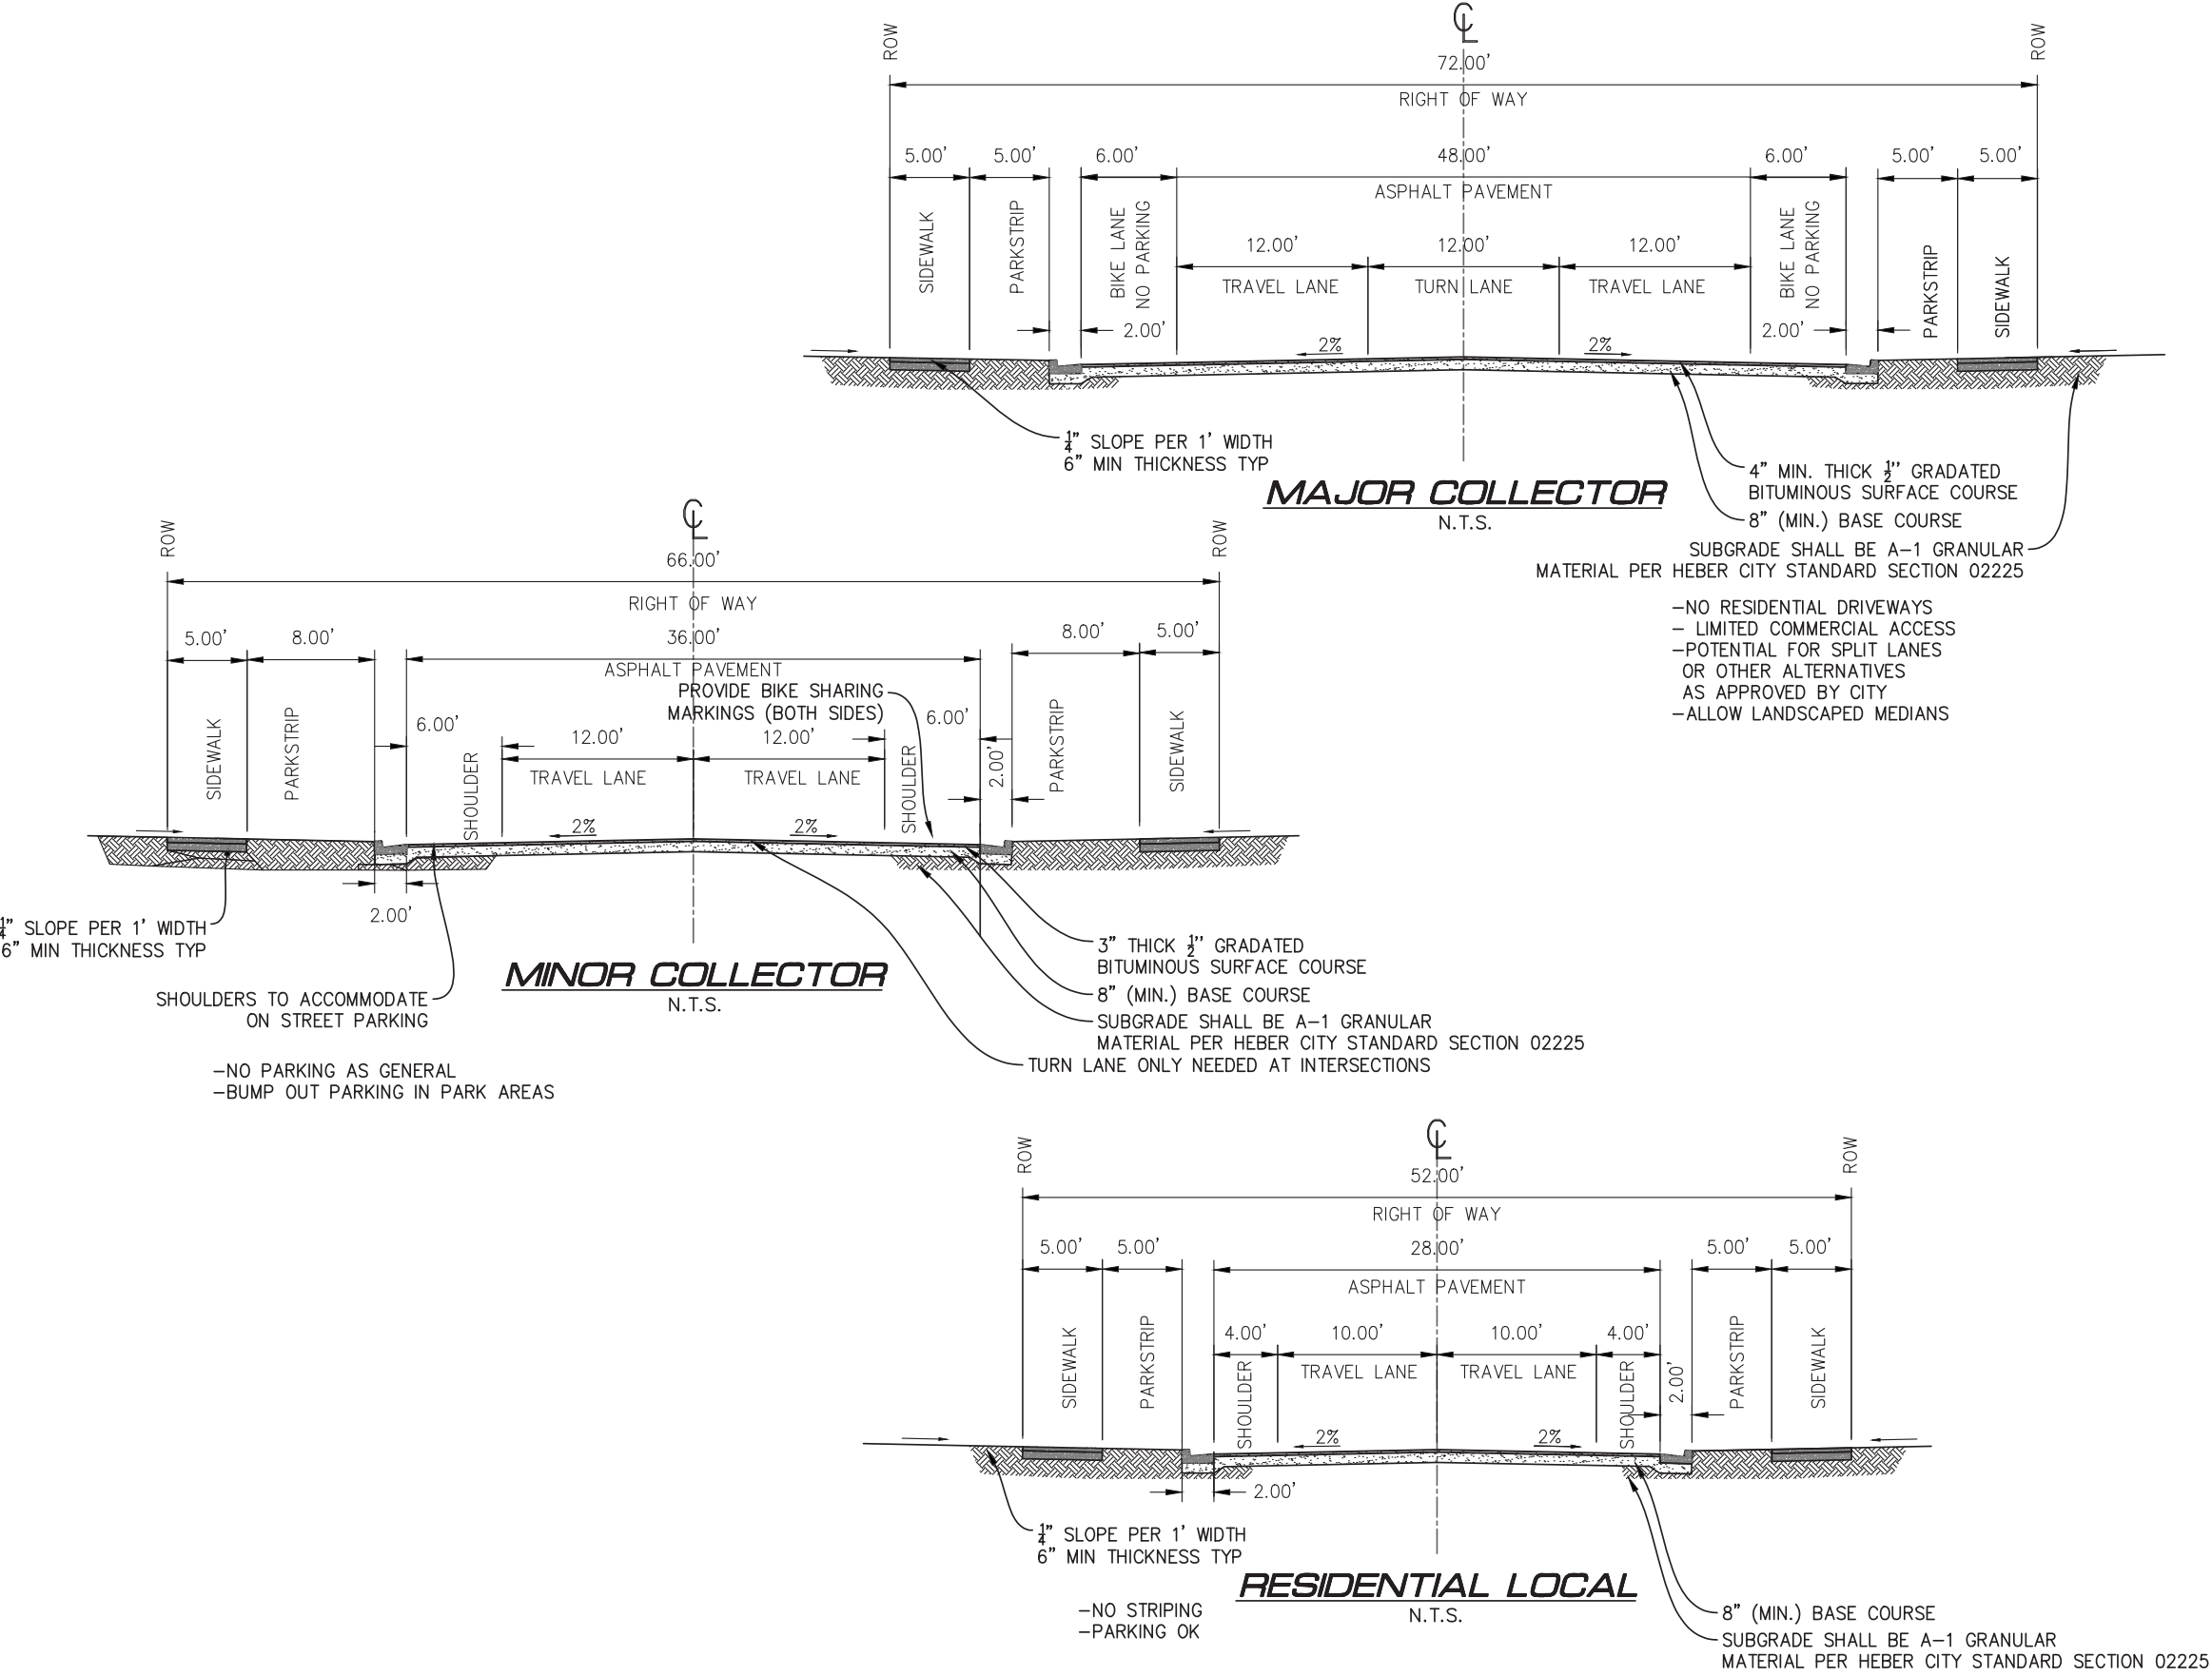 ROW
℄
ROW
72.00'
RIGHT OF WAY
5.00'
5.00'
6.00'
48.00'
6.00'
5.00'
5.00'
ASPHALT PAVEMENT
SIDEWALK
PARKSTRIP
BIKE LANE
NO PARKING
12.00'
12.00'
12.00'
TRAVEL LANE
TURN LANE
TRAVEL LANE
BIKE LANE
NO PARKING
PARKSTRIP
SIDEWALK
2.00'
2.00'
2%
2%
¼" SLOPE PER 1' WIDTH
6" MIN THICKNESS TYP
MAJOR COLLECTOR
N.T.S.
4" MIN. THICK ½" GRADATED
BITUMINOUS SURFACE COURSE
8" (MIN.) BASE COURSE
SUBGRADE SHALL BE A-1 GRANULAR
MATERIAL PER HEBER CITY STANDARD SECTION 02225
-NO RESIDENTIAL DRIVEWAYS
- LIMITED COMMERCIAL ACCESS
-POTENTIAL FOR SPLIT LANES
OR OTHER ALTERNATIVES
AS APPROVED BY CITY
-ALLOW LANDSCAPED MEDIANS
ROW
℄
ROW
66.00'
RIGHT OF WAY
5.00'
8.00'
36.00'
8.00'
5.00'
ASPHALT PAVEMENT
PROVIDE BIKE SHARING
MARKINGS (BOTH SIDES)
SIDEWALK
PARKSTRIP
6.00'
SHOULDER
12.00'
12.00'
TRAVEL LANE
TRAVEL LANE
6.00'
SHOULDER
2.00'
PARKSTRIP
SIDEWALK
2%
2%
2.00'
¼" SLOPE PER 1' WIDTH
6" MIN THICKNESS TYP
SHOULDERS TO ACCOMMODATE
ON STREET PARKING
-NO PARKING AS GENERAL
-BUMP OUT PARKING IN PARK AREAS
MINOR COLLECTOR
N.T.S.
3" THICK ½" GRADATED
BITUMINOUS SURFACE COURSE
8" (MIN.) BASE COURSE
SUBGRADE SHALL BE A-1 GRANULAR
MATERIAL PER HEBER CITY STANDARD SECTION 02225
TURN LANE ONLY NEEDED AT INTERSECTIONS
ROW
℄
ROW
52.00'
RIGHT OF WAY
5.00'
5.00'
28.00'
5.00'
5.00'
ASPHALT PAVEMENT
SIDEWALK
PARKSTRIP
4.00'
10.00'
10.00'
4.00'
SHOULDER
TRAVEL LANE
TRAVEL LANE
SHOULDER
2.00'
PARKSTRIP
SIDEWALK
2%
2%
2.00'
¼" SLOPE PER 1' WIDTH
6" MIN THICKNESS TYP
RESIDENTIAL LOCAL
N.T.S.
-NO STRIPING
-PARKING OK
8" (MIN.) BASE COURSE
SUBGRADE SHALL BE A-1 GRANULAR
MATERIAL PER HEBER CITY STANDARD SECTION 02225